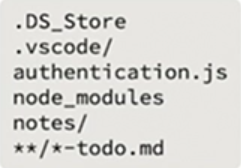 .DS_Store
.vscode/
authentication.js
node_modules
notes/
**/*-todo.md